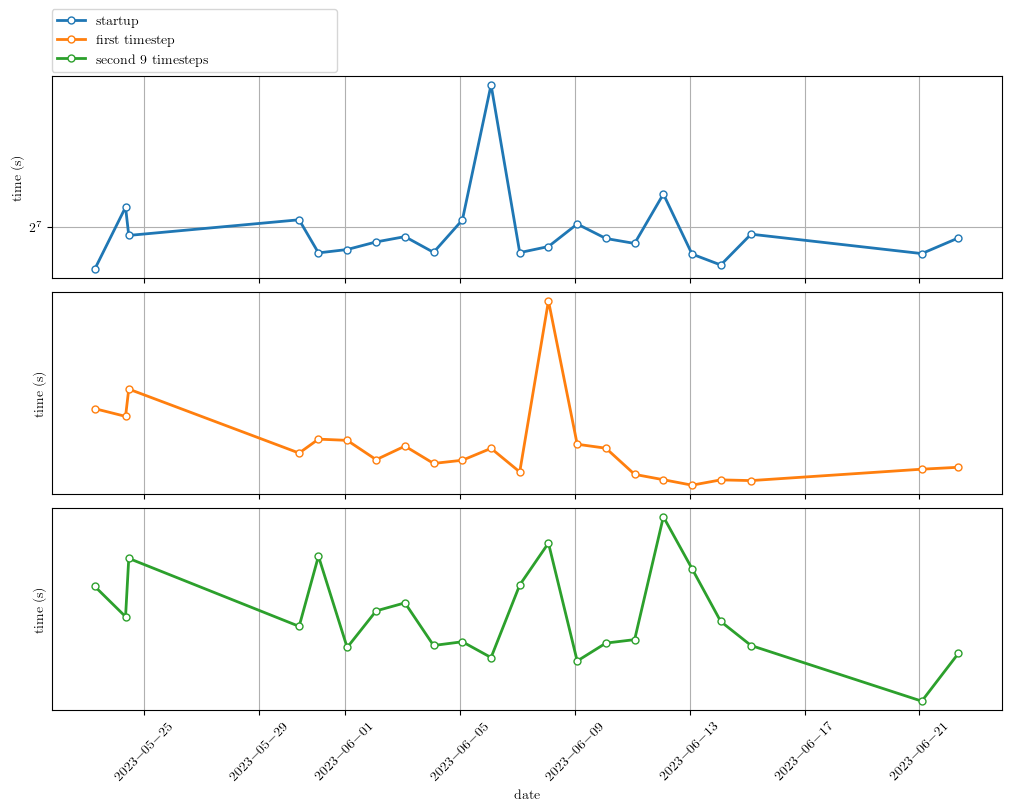 startup
first timestep
second 9 timesteps
time (s)
2^7
time (s)
time (s)
2023−05−25
2023−05−29
2023−06−01
2023−06−05
2023−06−09
2023−06−13
2023−06−17
2023−06−21
date